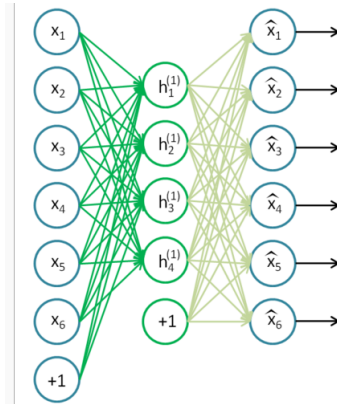 x₁
x₂
x₃
x₄
x₅
x₆
+1
h₁⁽¹⁾
h₂⁽¹⁾
h₃⁽¹⁾
h₄⁽¹⁾
+1
x̂₁
x̂₂
x̂₃
x̂₄
x̂₅
x̂₆